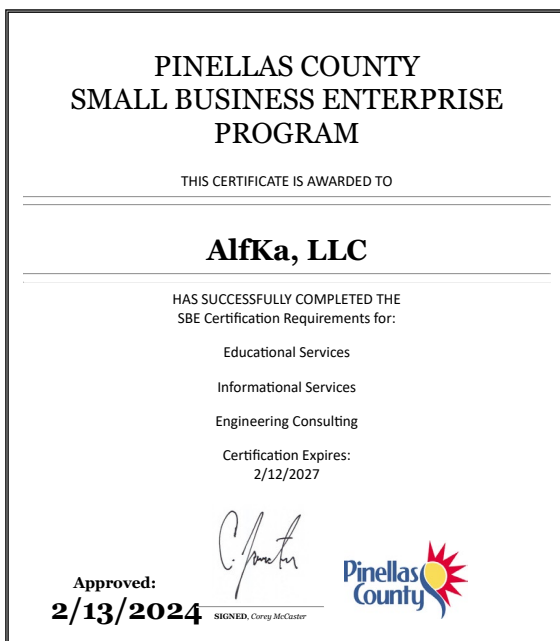 PINELLAS COUNTY
SMALL BUSINESS ENTERPRISE
PROGRAM
THIS CERTIFICATE IS AWARDED TO
AlfKa, LLC
HAS SUCCESSFULLY COMPLETED THE
SBE Certification Requirements for:
Educational Services
Informational Services
Engineering Consulting
Certification Expires:
2/12/2027
Approved:
2/13/2024
SIGNED, Corey McCaster
Pinellas
County